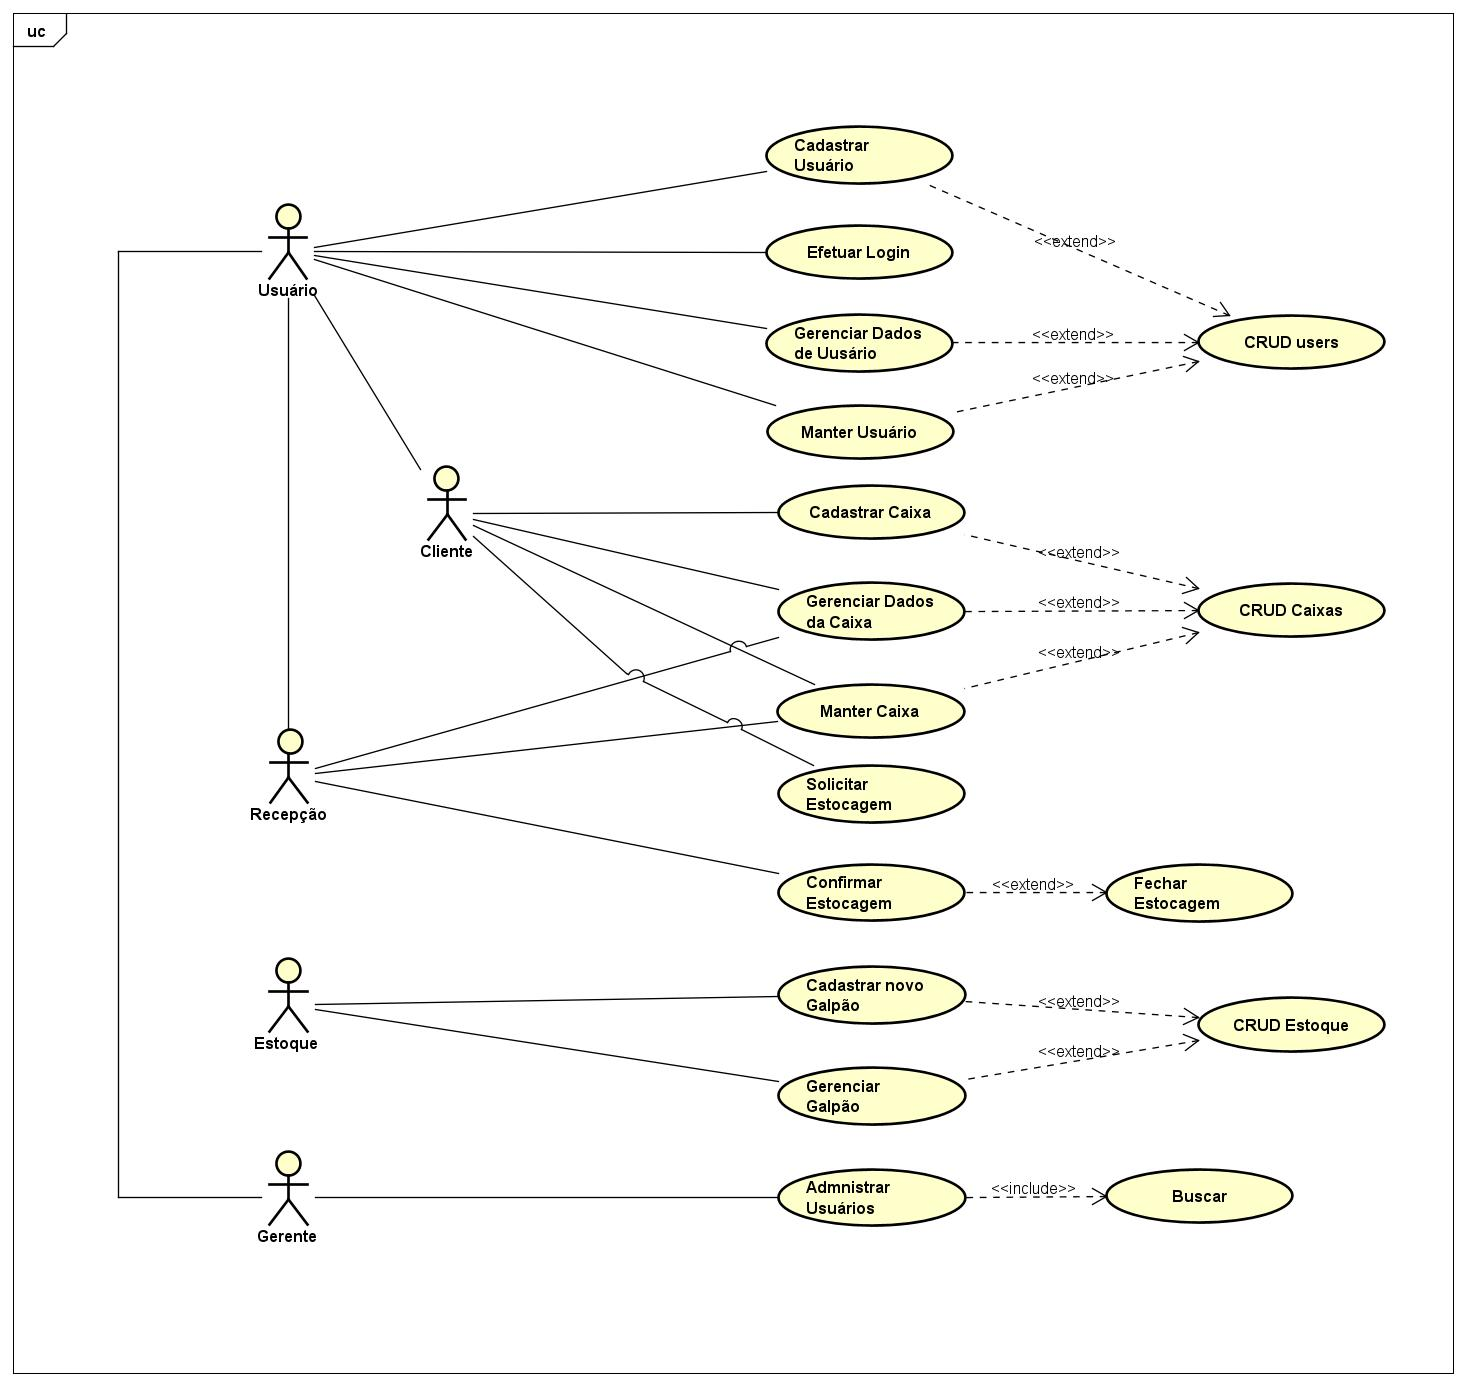 uc
Cadastrar
Usuário
<<extend>>
Usuário
Efetuar Login
Gerenciar Dados
de Uusário
<<extend>>
CRUD users
<<extend>>
Manter Usuário
Cliente
Cadastrar Caixa
<<extend>>
Gerenciar Dados
da Caixa
<<extend>>
CRUD Caixas
<<extend>>
Manter Caixa
Recepção
Solicitar
Estocagem
Confirmar
Estocagem
<<extend>>
Fechar
Estocagem
Estoque
Cadastrar novo
Galpão
<<extend>>
CRUD Estoque
<<extend>>
Gerenciar
Galpão
Gerente
Admnistrar
Usuários
<<include>>
Buscar